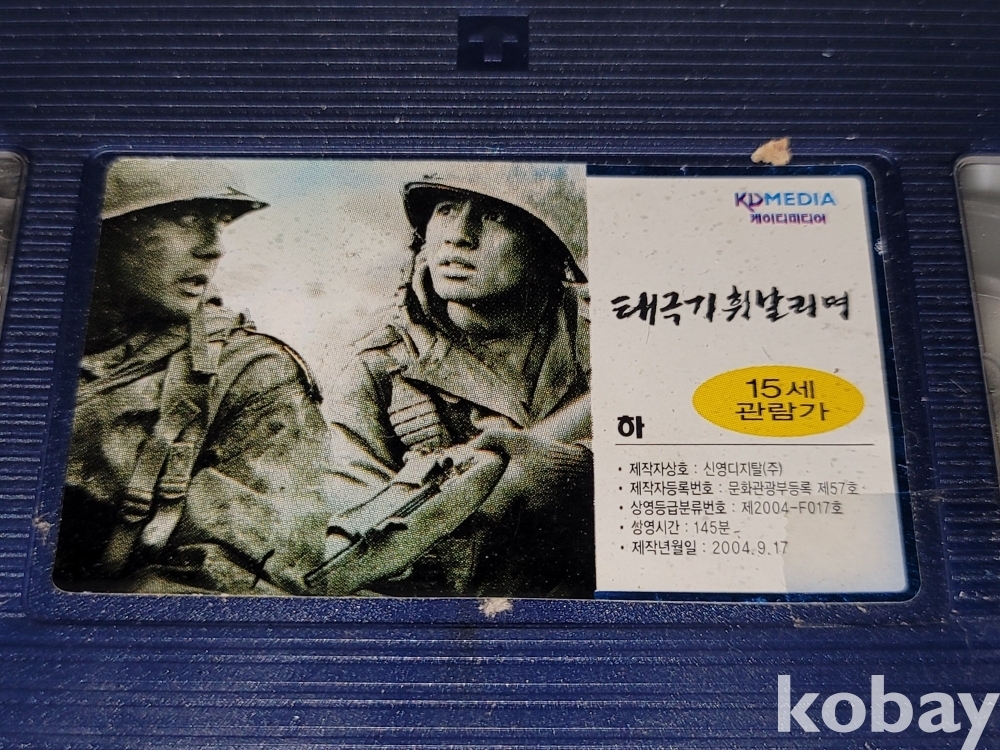 KDMEDIA
케이디미디어
태극기 휘날리며
15세
관람가
하
• 제작자상호 : 신영디지탈(주)
• 제작자등록번호 : 문화관광부등록 제57호
• 상영등급분류번호 : 제2004-F017호
• 상영시간 : 145분
• 제작년월일 : 2004.9.17
kobay